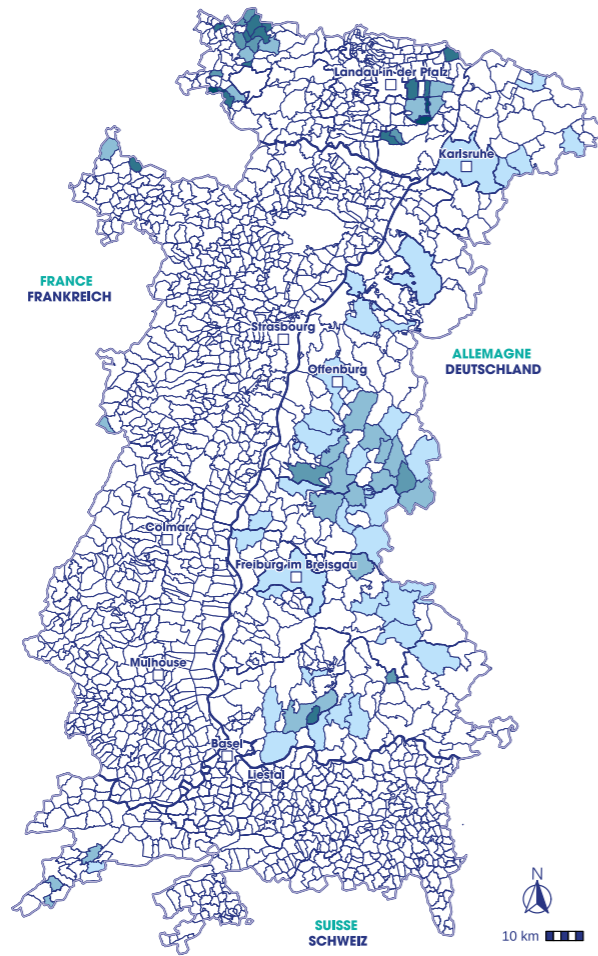 Landau in der Pfalz
Karlsruhe
FRANCE
FRANKREICH
Strasbourg
ALLEMAGNE
DEUTSCHLAND
Offenburg
Colmar
Freiburg im Breisgau
Mulhouse
Basel
Liestal
N
SUISSE
SCHWEIZ
10 km